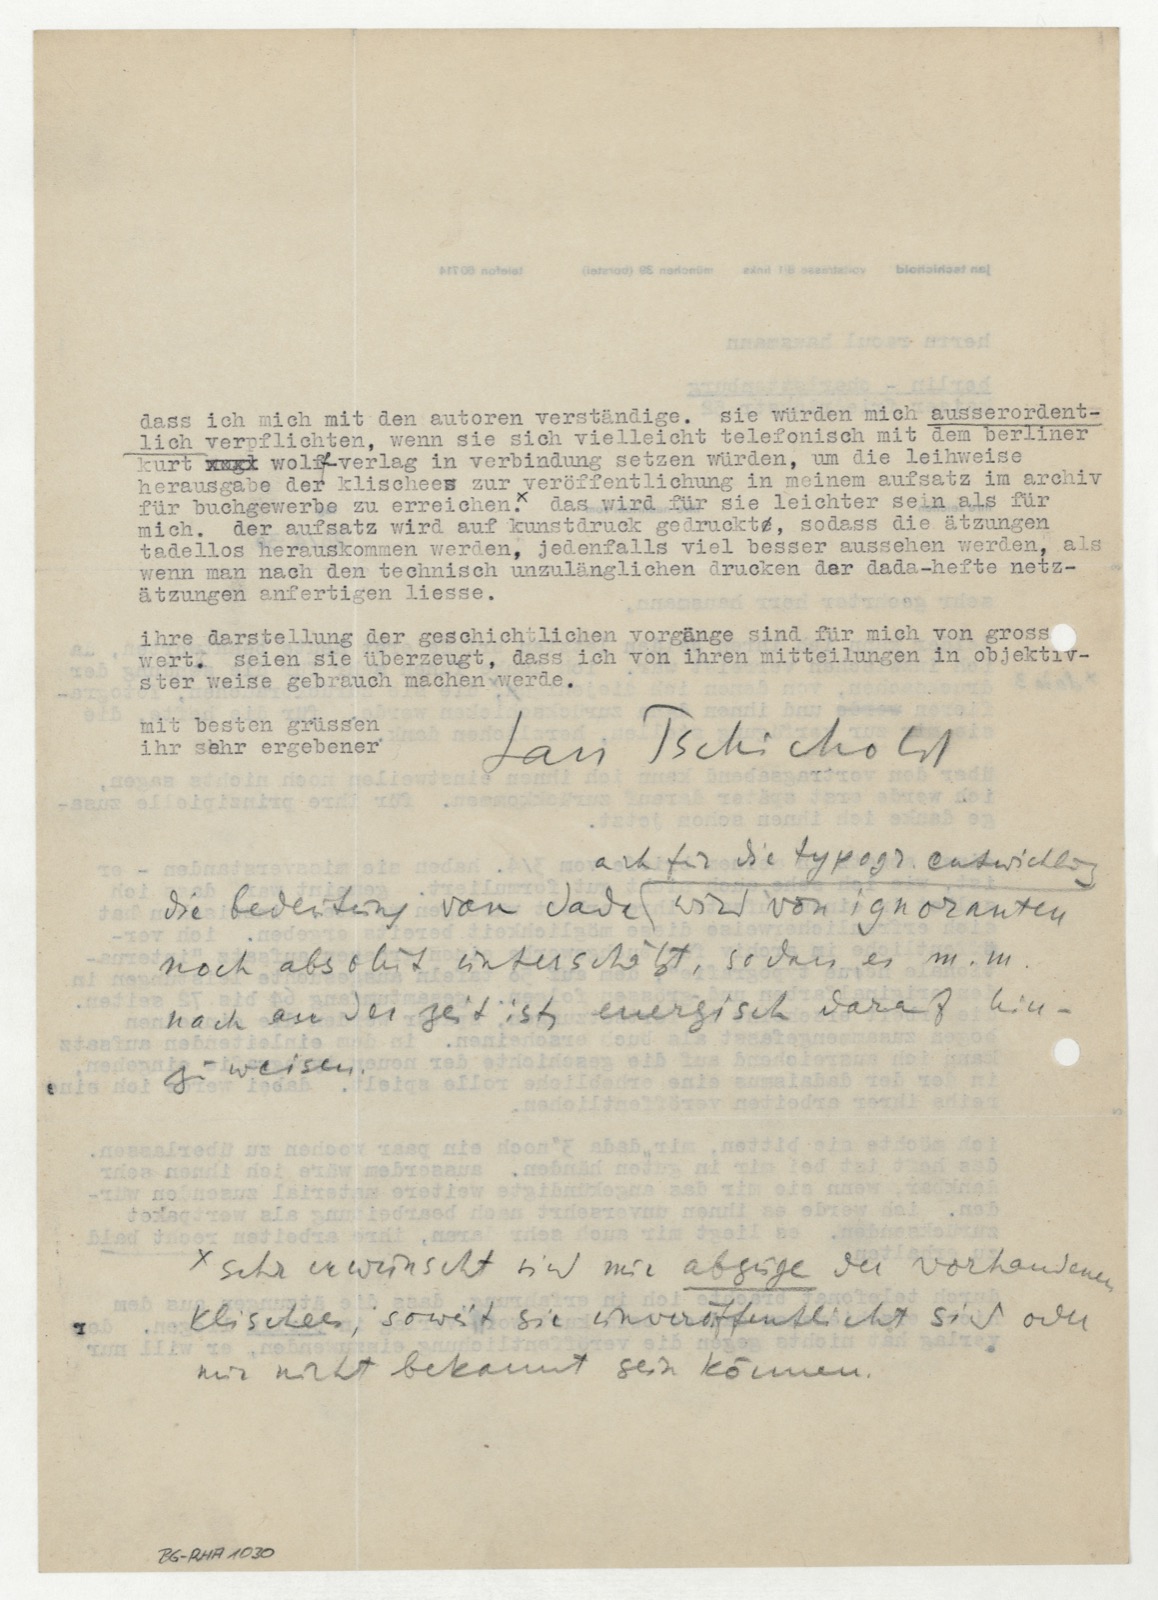 dass ich mich mit den autoren verständige.  sie würden mich ausserordent-
lich verpflichten, wenn sie sich vielleicht telefonisch mit dem berliner
kurt wolff-verlag in verbindung setzen würden, um die leihweise
herausgabe der klischees zur veröffentlichung in meinem aufsatz im archiv
für buchgewerbe zu erreichen.x  das wird für sie leichter sein als für
mich.  der aufsatz wird auf kunstdruck gedruckt, sodass die ätzungen
tadellos herauskommen werden, jedenfalls viel besser aussehen werden, als
wenn man nach den technisch unzulänglichen drucken der dada-hefte netz-
ätzungen anfertigen liesse.
ihre darstellung der geschichtlichen vorgänge sind für mich von gross
wert.  seien sie überzeugt, dass ich von ihren mitteilungen in objektiv-
ster weise gebrauch machen werde.
mit besten grüssen
ihr sehr ergebener
Jan Tschichold
auch für die typogr. entwicklung
die bedeutung von dada wird von ignoranten
noch absolut unterschätzt, sodass es m.m.
nach an der zeit ist, energisch darauf hin-
zuweisen.
x sehr erwünscht sind mir abzüge der vorhandenen
klischees, soweit sie unveröffentlicht sind oder
mir nicht bekannt sein können.
BG-RHA 1030